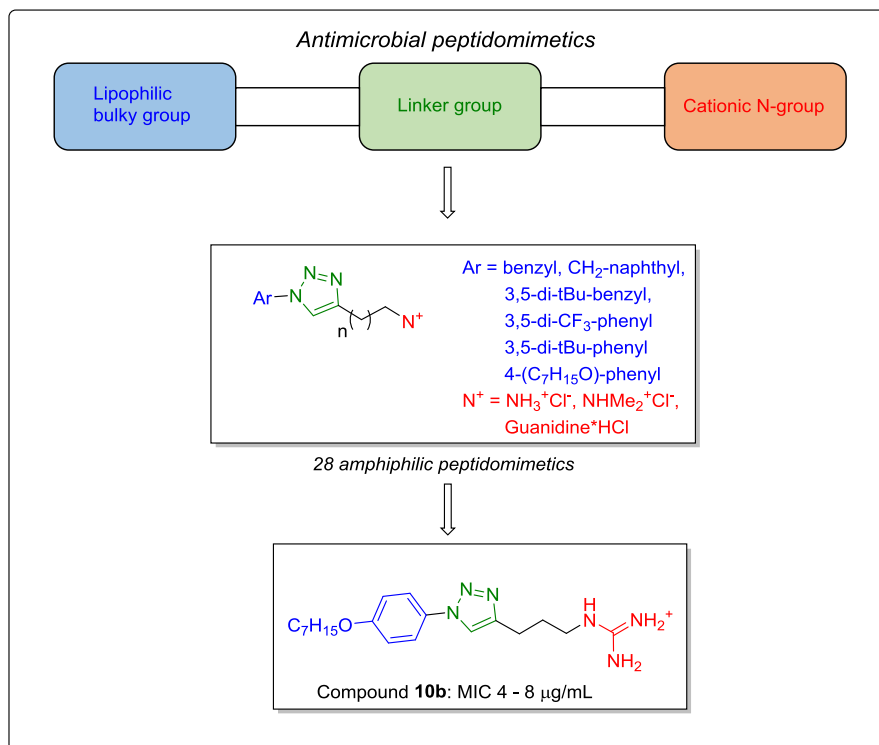 Antimicrobial peptidomimetics
Lipophilic
bulky group
Linker group
Cationic N-group
N
N
N
Ar
n
N⁺
Ar = benzyl, CH₂-naphthyl,
3,5-di-tBu-benzyl,
3,5-di-CF₃-phenyl
3,5-di-tBu-phenyl
4-(C₇H₁₅O)-phenyl
N⁺ = NH₃⁺Cl⁻, NHMe₂⁺Cl⁻,
Guanidine*HCl
28 amphiphilic peptidomimetics
N
N
N
C₇H₁₅O
H
N
NH₂⁺
NH₂
Compound 10b: MIC 4 - 8 μg/mL